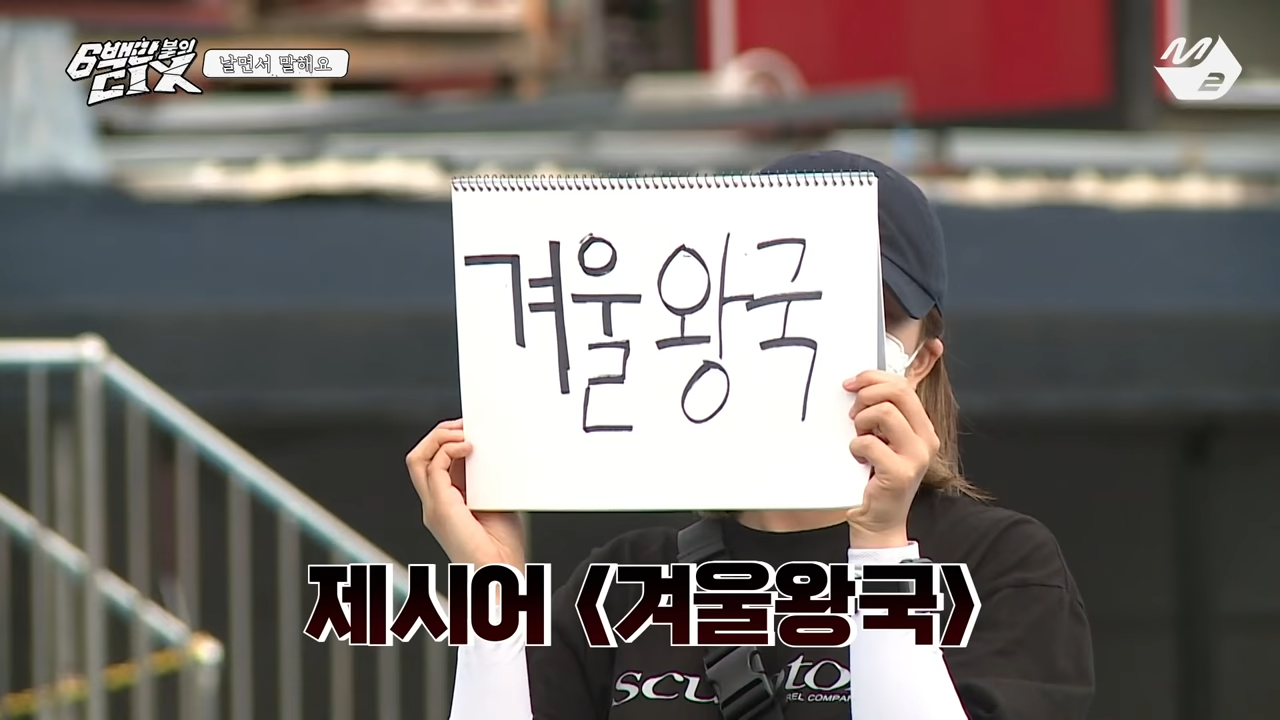 6백만 불의 CIX
날면서 말해요
M2
겨울왕국
제시어 <겨울왕국>